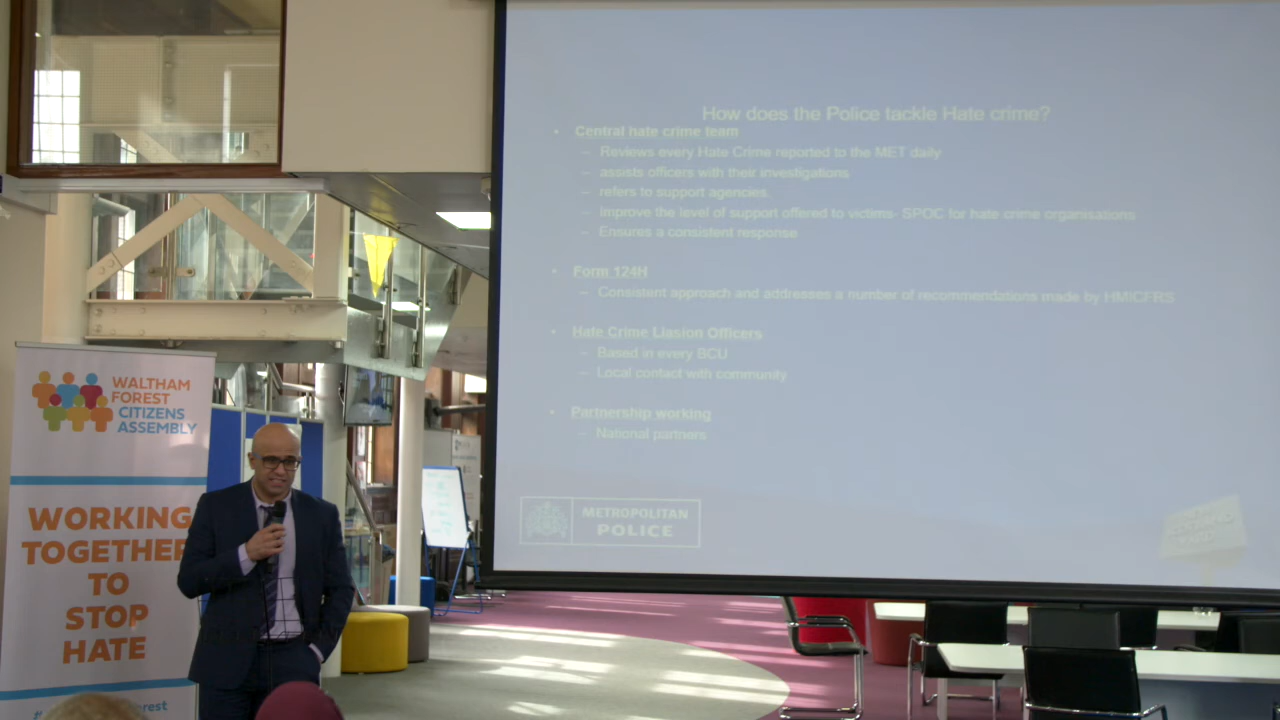 How does the Police tackle Hate crime?
• Central hate crime team
– Reviews every Hate Crime reported to the MET daily
– assists officers with their investigations
– refers to support agencies.
– Improve the level of support offered to victims- SPOC for hate crime organisations
– Ensures a consistent response
• Form 124H
– Consistent approach and addresses a number of recommendations made by HMICFRS
• Hate Crime Liasion Officers
– Based in every BCU
– Local contact with community
• Partnership working
– National partners
METROPOLITAN
POLICE
WALTHAM
FOREST
CITIZENS
ASSEMBLY
WORKING
TOGETHER
TO
STOP
HATE